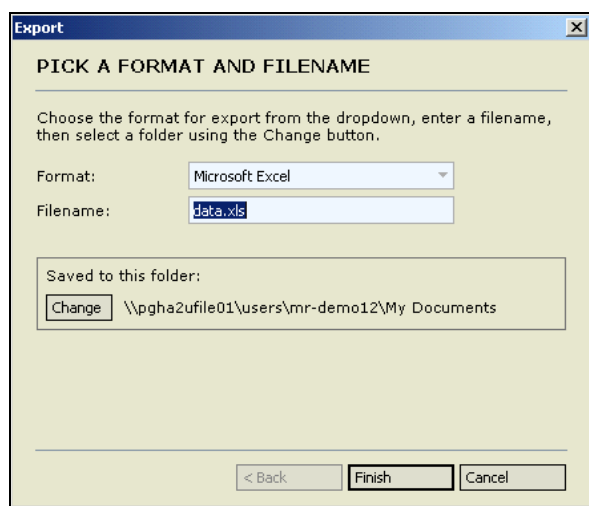 Export
PICK A FORMAT AND FILENAME
Choose the format for export from the dropdown, enter a filename,
then select a folder using the Change button.
Format: Microsoft Excel
Filename: data.xls
Saved to this folder:
Change \\pgha2ufile01\users\mr-demo12\My Documents
< Back Finish Cancel